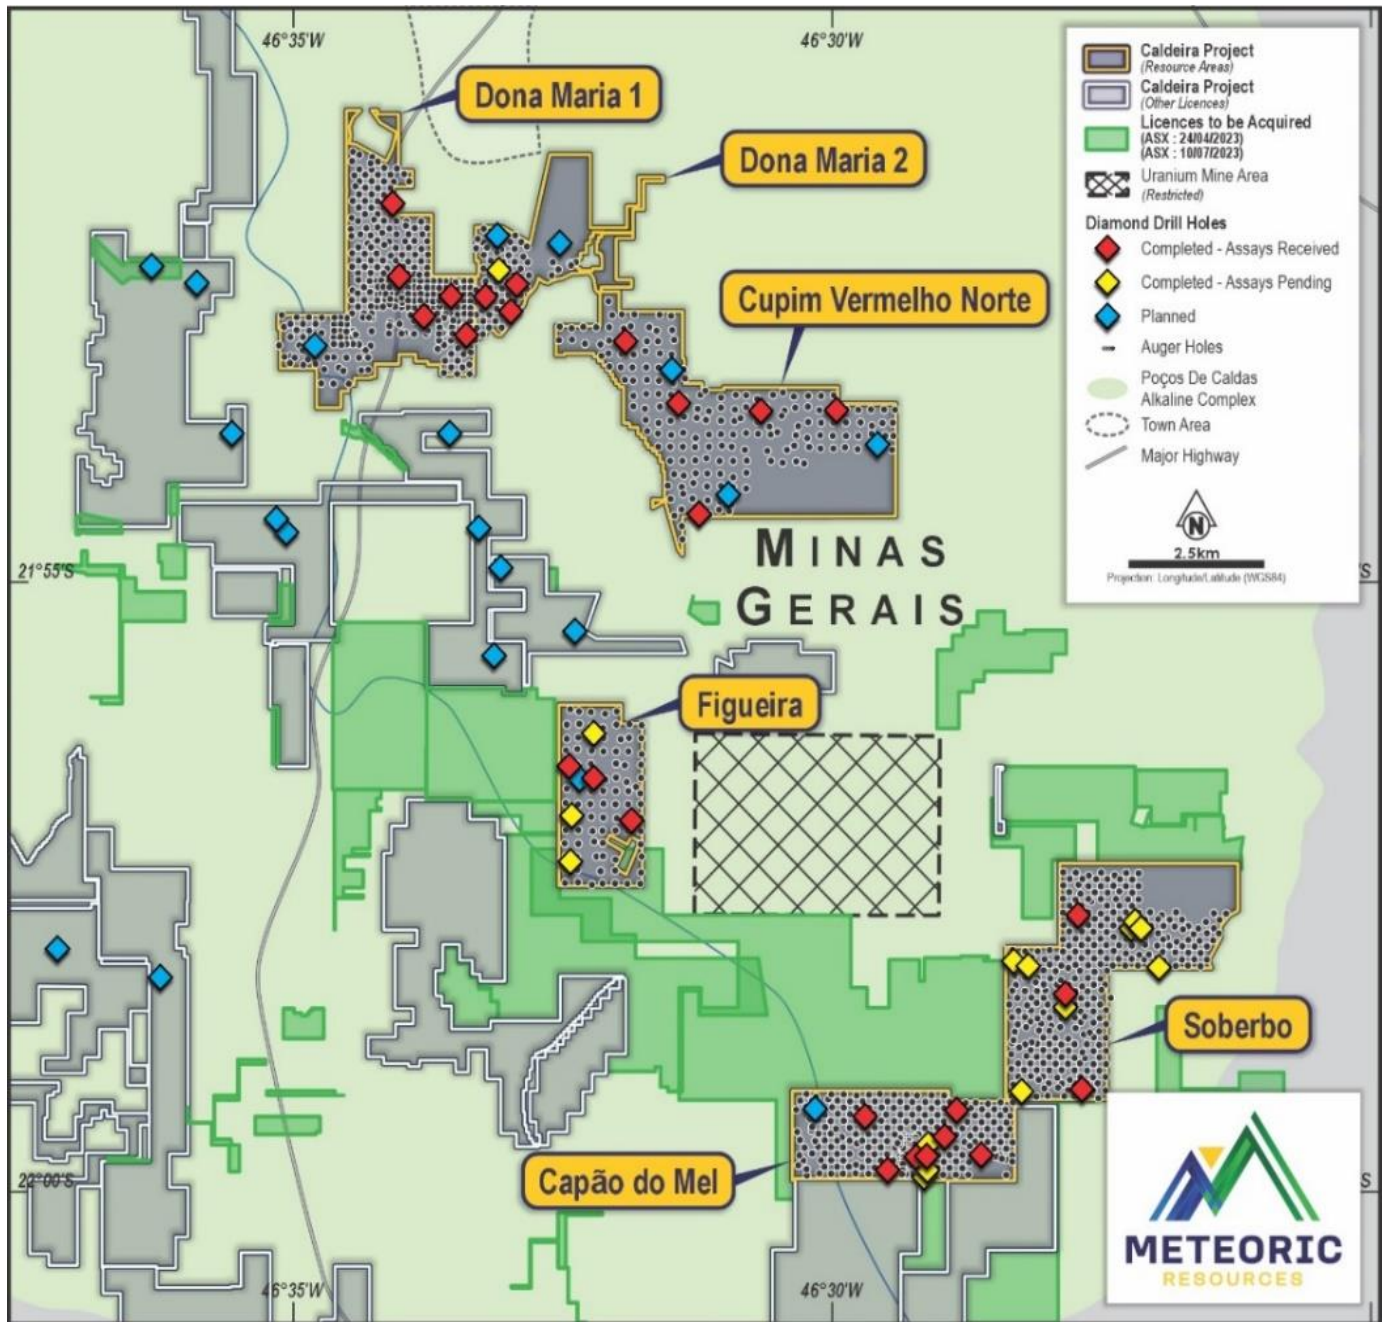 46°35'W
46°30'W
Dona Maria 1
Dona Maria 2
Cupim Vermelho Norte
Caldeira Project
(Resource Areas)
Caldeira Project
(Other Licences)
Licences to be Acquired
(ASX : 24/04/2023)
(ASX : 10/07/2023)
Uranium Mine Area
(Restricted)
Diamond Drill Holes
Completed - Assays Received
Completed - Assays Pending
Planned
Auger Holes
Poços De Caldas
Alkaline Complex
Town Area
Major Highway
N
2.5km
Projection: Longitude/Latitude (WGS84)
21°55'S
S
MINAS
GERAIS
Figueira
Soberbo
Capão do Mel
22°00'S
S
46°35'W
46°30'W
METEORIC
RESOURCES